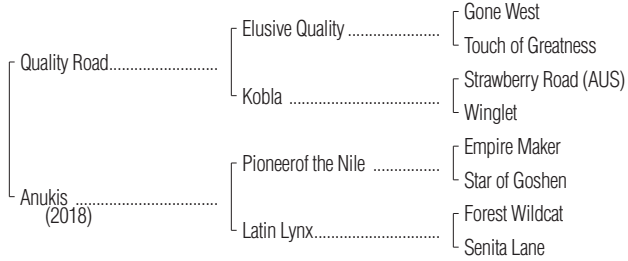 Gone West
Elusive Quality
Touch of Greatness
Quality Road
Strawberry Road (AUS)
Kobla
Winglet
Empire Maker
Pioneerof the Nile
Star of Goshen
Anukis
(2018)
Forest Wildcat
Latin Lynx
Senita Lane